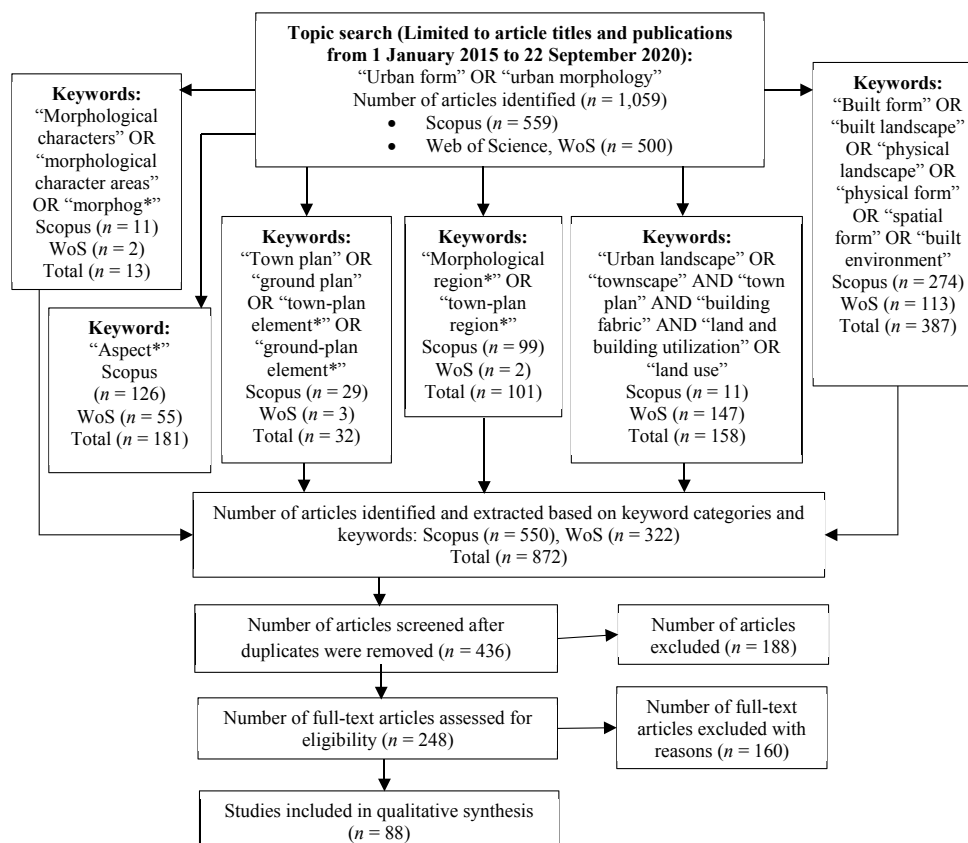 Topic search (Limited to article titles and publications
from 1 January 2015 to 22 September 2020):
“Urban form” OR “urban morphology”
Number of articles identified (n = 1,059)
• Scopus (n = 559)
• Web of Science, WoS (n = 500)
Keywords:
“Morphological
characters” OR
“morphological
character areas”
OR “morphog*”
Scopus (n = 11)
WoS (n = 2)
Total (n = 13)
Keyword:
“Aspect*”
Scopus
(n = 126)
WoS (n = 55)
Total (n = 181)
Keywords:
“Town plan” OR
“ground plan”
OR “town-plan
element*” OR
“ground-plan
element*”
Scopus (n = 29)
WoS (n = 3)
Total (n = 32)
Keywords:
“Morphological
region*” OR
“town-plan
region*”
Scopus (n = 99)
WoS (n = 2)
Total (n = 101)
Keywords:
“Urban landscape” OR
“townscape” AND “town
plan” AND “building
fabric” AND “land and
building utilization” OR
“land use”
Scopus (n = 11)
WoS (n = 147)
Total (n = 158)
Keywords:
“Built form” OR
“built landscape”
OR “physical
landscape” OR
“physical form”
OR “spatial
form” OR “built
environment”
Scopus (n = 274)
WoS (n = 113)
Total (n = 387)
Number of articles identified and extracted based on keyword categories and
keywords: Scopus (n = 550), WoS (n = 322)
Total (n = 872)
Number of articles screened after
duplicates were removed (n = 436)
Number of articles
excluded (n = 188)
Number of full-text articles assessed for
eligibility (n = 248)
Number of full-text
articles excluded with
reasons (n = 160)
Studies included in qualitative synthesis
(n = 88)